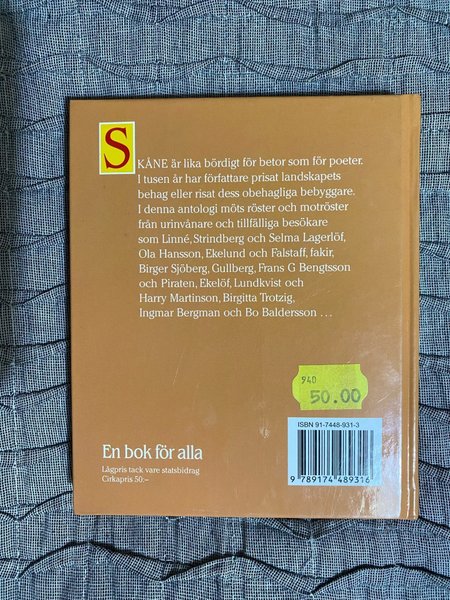 SKÅNE är lika bördigt för betor som för poeter.
I tusen år har författare prisat landskapets
behag eller risat dess obehagliga bebyggare.
I denna antologi möts röster och motröster
från urinvånare och tillfälliga besökare
som Linné, Strindberg och Selma Lagerlöf,
Ola Hansson, Ekelund och Falstaff, fakir,
Birger Sjöberg, Gullberg, Frans G Bengtsson
och Piraten, Ekelöf, Lundkvist och
Harry Martinson, Birgitta Trotzig,
Ingmar Bergman och Bo Baldersson ...
940
50.00
ISBN 91-7448-931-3
9 789174 489316
En bok för alla
Lågpris tack vare statsbidrag
Cirkapris 50:–